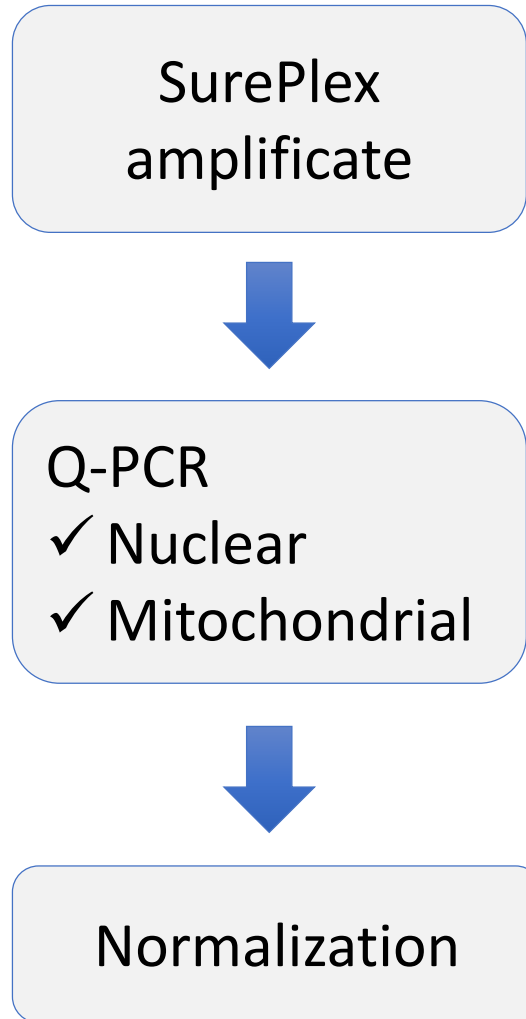 SurePlex
amplificate
Q-PCR
✓ Nuclear
✓ Mitochondrial
Normalization